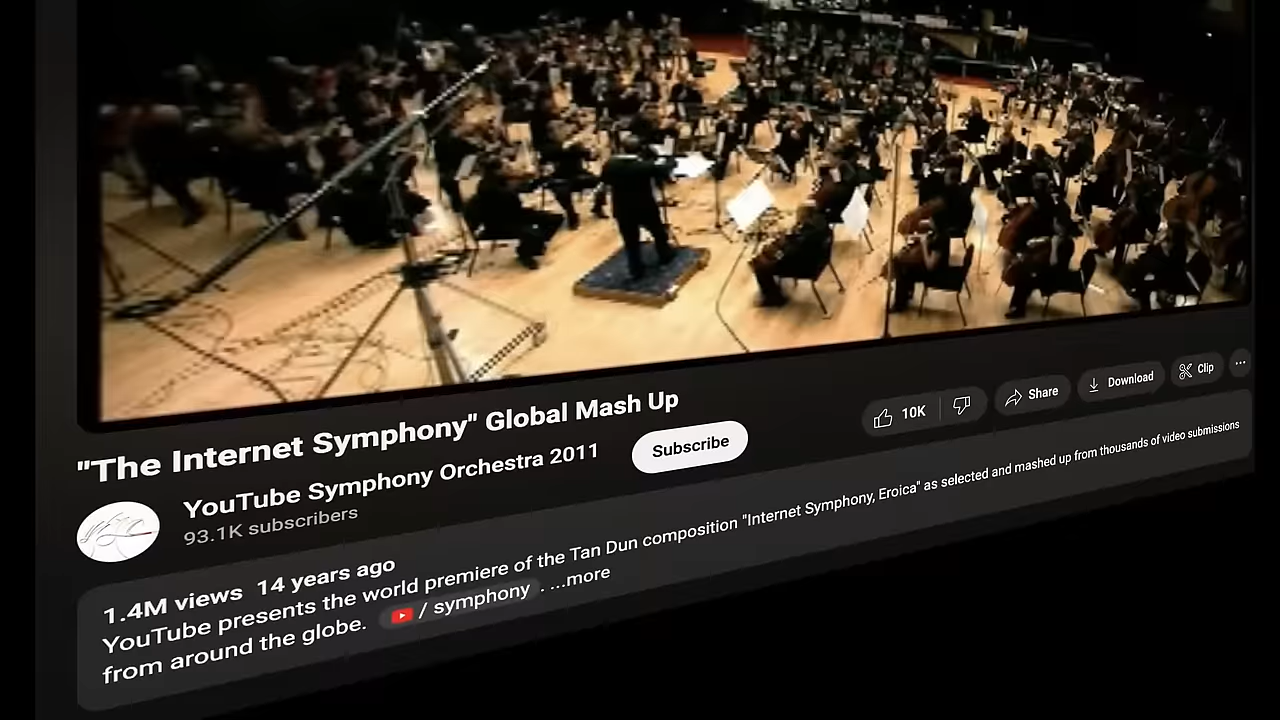 "The Internet Symphony" Global Mash Up
YouTube Symphony Orchestra 2011
93.1K subscribers
Subscribe
10K
Share
Download
Clip
1.4M views 14 years ago
YouTube presents the world premiere of the Tan Dun composition "Internet Symphony, Eroica" as selected and mashed up from thousands of video submissions
from around the globe. / symphony . ...more